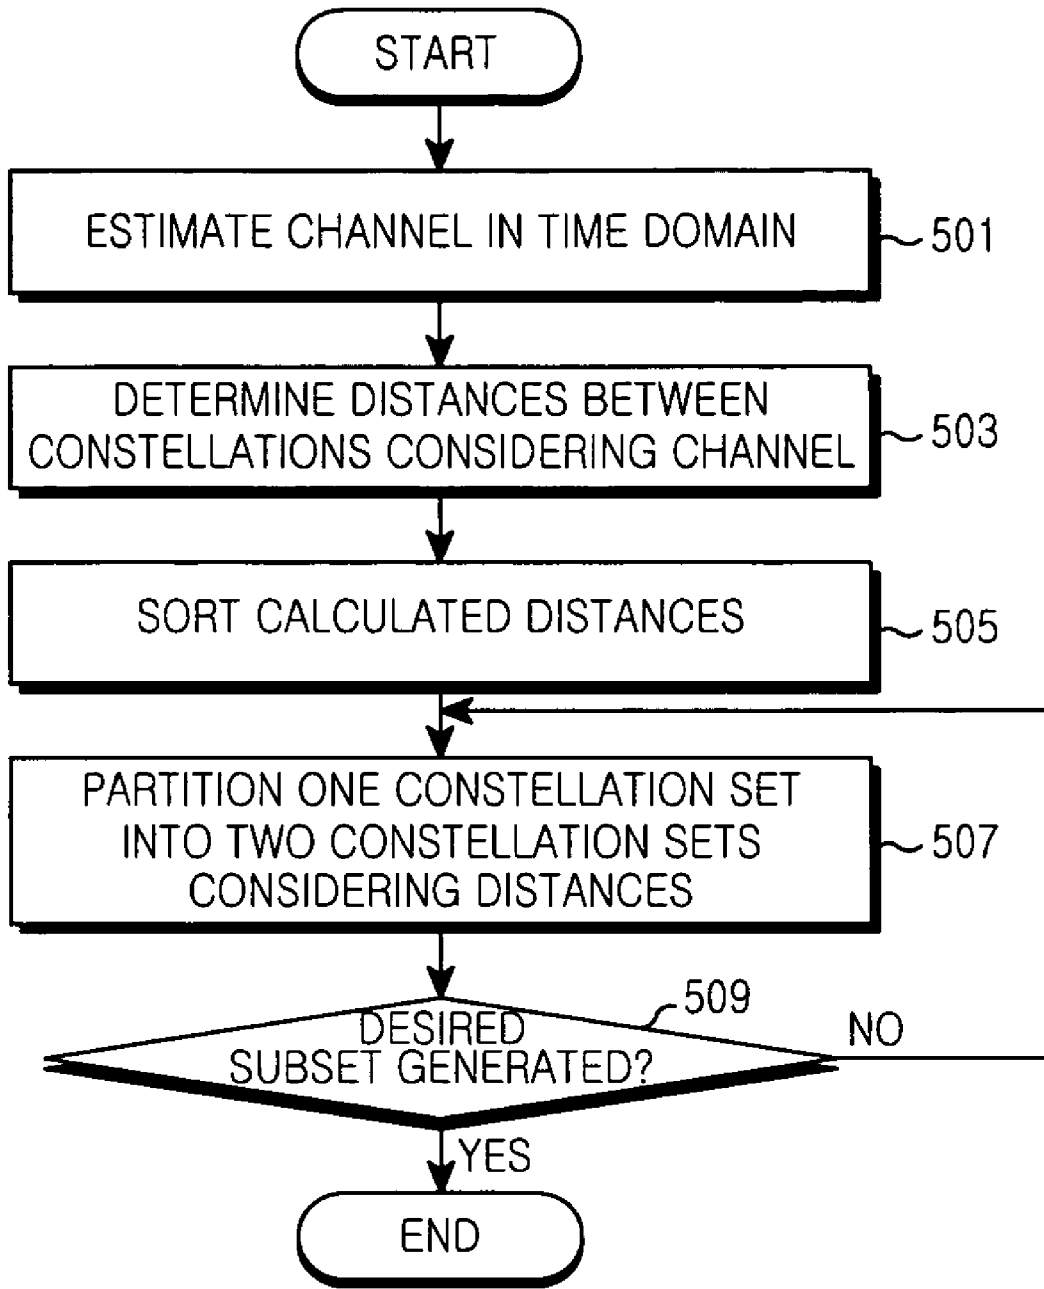 START
ESTIMATE CHANNEL IN TIME DOMAIN
501
DETERMINE DISTANCES BETWEEN
CONSTELLATIONS CONSIDERING CHANNEL
503
SORT CALCULATED DISTANCES
505
PARTITION ONE CONSTELLATION SET
INTO TWO CONSTELLATION SETS
CONSIDERING DISTANCES
507
509
DESIRED
SUBSET GENERATED?
NO
YES
END